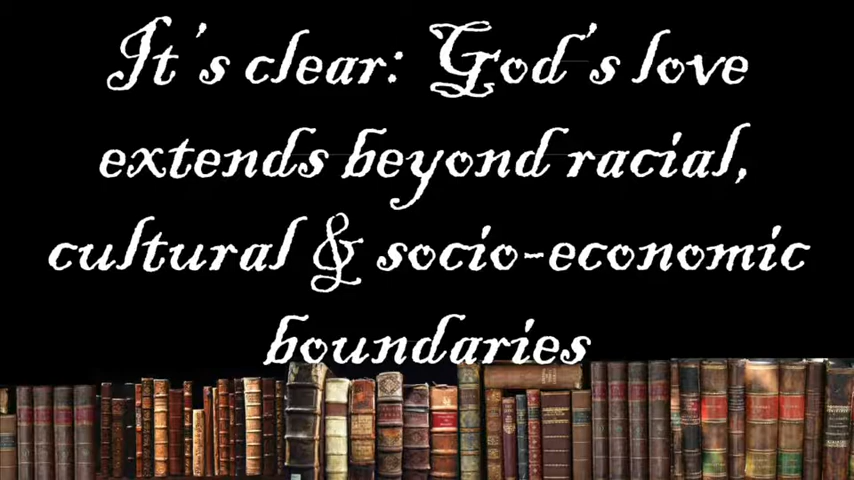 It's clear: God's love
extends beyond racial,
cultural & socio-economic
boundaries